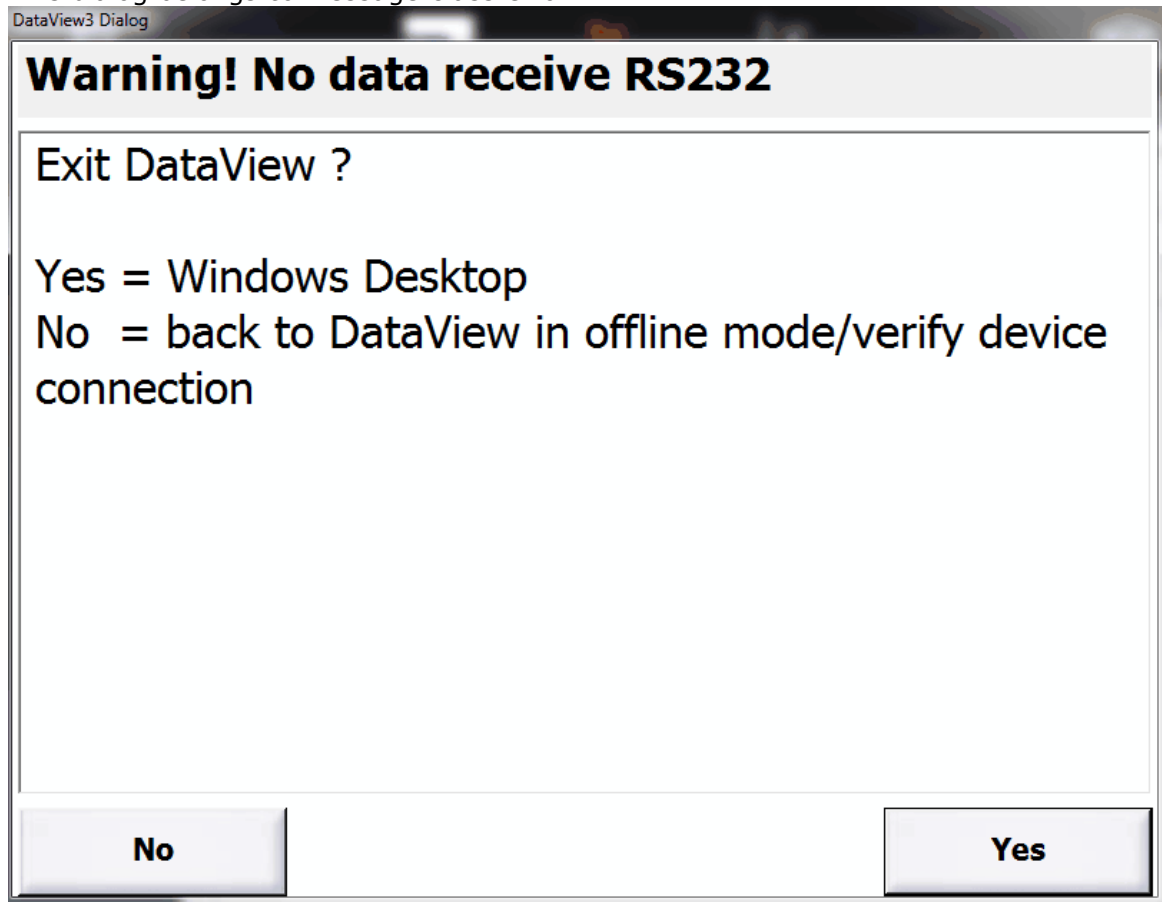 DataView3 Dialog
Warning! No data receive RS232
Exit DataView ?
Yes = Windows Desktop
No = back to DataView in offline mode/verify device
connection
No
Yes